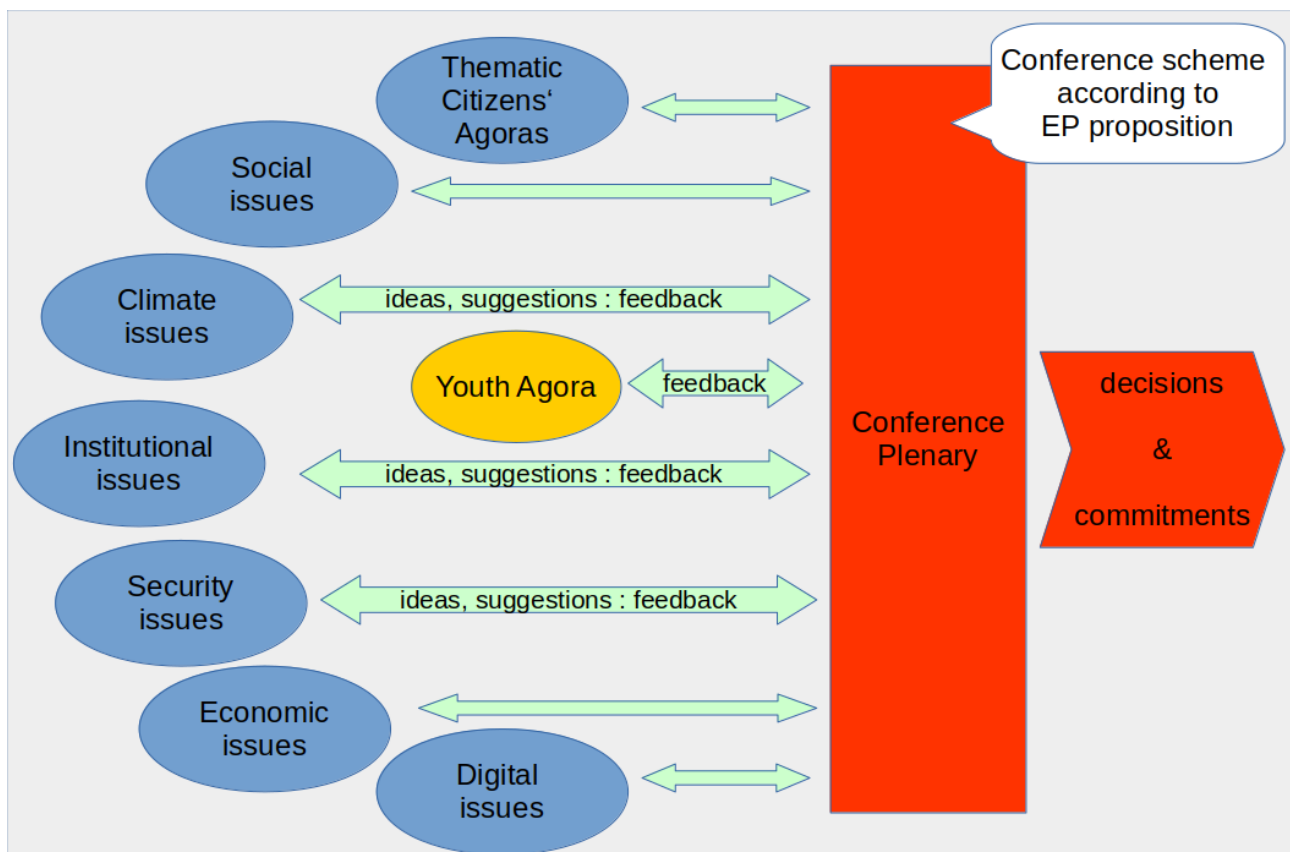 Thematic
Citizens‘
Agoras
Conference scheme
according to
EP proposition
Social
issues
Climate
issues
ideas, suggestions : feedback
Youth Agora
feedback
Institutional
issues
ideas, suggestions : feedback
Security
issues
ideas, suggestions : feedback
Economic
issues
Digital
issues
Conference
Plenary
decisions
&
commitments